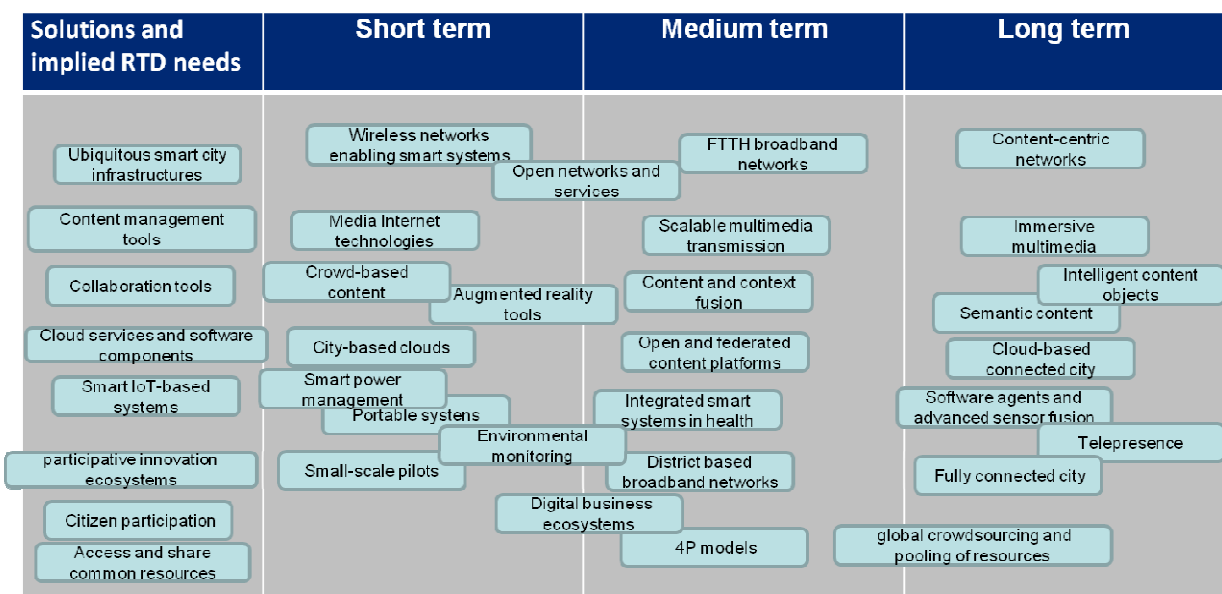 Solutions and
implied RTD needs
Short term
Medium term
Long term
Ubiquitous smart city
infrastructures
Wireless networks
enabling smart systems
Open networks and
services
FTTH broadband
networks
Content-centric
networks
Content management
tools
Media Internet
technologies
Scalable multimedia
transmission
Immersive
multimedia
Collaboration tools
Crowd-based
content
Augmented reality
tools
Content and context
fusion
Intelligent content
objects
Semantic content
Cloud services and software
components
City-based clouds
Open and federated
content platforms
Cloud-based
connected city
Smart IoT-based
systems
Smart power
management
Portable systens
Integrated smart
systems in health
Software agents and
advanced sensor fusion
Environmental
monitoring
Telepresence
participative innovation
ecosystems
Small-scale pilots
District based
broadband networks
Fully connected city
Citizen participation
Digital business
ecosystems
Access and share
common resources
4P models
global crowdsourcing and
pooling of resources